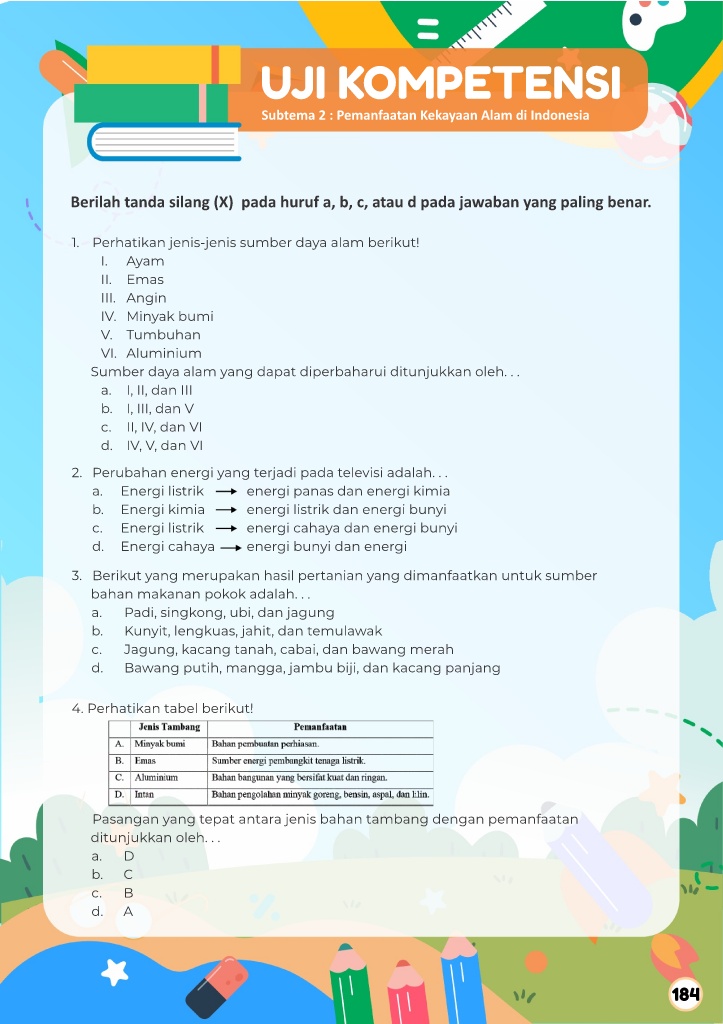 UJI KOMPETENSI
Subtema 2 : Pemanfaatan Kekayaan Alam di Indonesia
Berilah tanda silang (X) pada huruf a, b, c, atau d pada jawaban yang paling benar.
1. Perhatikan jenis-jenis sumber daya alam berikut!
I. Ayam
II. Emas
III. Angin
IV. Minyak bumi
V. Tumbuhan
VI. Aluminium
Sumber daya alam yang dapat diperbaharui ditunjukkan oleh. . .
a. I, II, dan III
b. I, III, dan V
c. II, IV, dan VI
d. IV, V, dan VI
2. Perubahan energi yang terjadi pada televisi adalah. . .
a. Energi listrik → energi panas dan energi kimia
b. Energi kimia → energi listrik dan energi bunyi
c. Energi listrik → energi cahaya dan energi bunyi
d. Energi cahaya → energi bunyi dan energi
3. Berikut yang merupakan hasil pertanian yang dimanfaatkan untuk sumber
bahan makanan pokok adalah. . .
a. Padi, singkong, ubi, dan jagung
b. Kunyit, lengkuas, jahit, dan temulawak
c. Jagung, kacang tanah, cabai, dan bawang merah
d. Bawang putih, mangga, jambu biji, dan kacang panjang
4. Perhatikan tabel berikut!
Jenis Tambang Pemanfaatan
A. Minyak bumi Bahan pembuatan perhiasan.
B. Emas Sumber energi pembangkit tenaga listrik.
C. Aluminium Bahan bangunan yang bersifat kuat dan ringan.
D. Intan Bahan pengolahan minyak goreng, bensin, aspal, dan lilin.
Pasangan yang tepat antara jenis bahan tambang dengan pemanfaatan
ditunjukkan oleh. . .
a. D
b. C
c. B
d. A
184